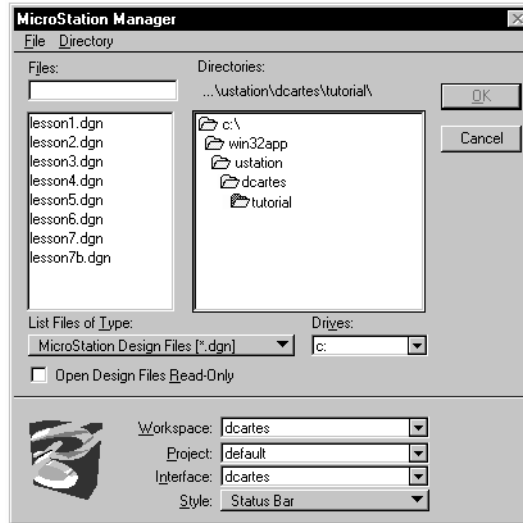 MicroStation Manager
File Directory
Files:
Directories:
...\ustation\dcartes\tutorial\
OK
Cancel
lesson1.dgn
lesson2.dgn
lesson3.dgn
lesson4.dgn
lesson5.dgn
lesson6.dgn
lesson7.dgn
lesson7b.dgn
c:\
win32app
ustation
dcartes
tutorial
List Files of Type:
MicroStation Design Files [*.dgn]
Drives:
c:
Open Design Files Read-Only
Workspace: dcartes
Project: default
Interface: dcartes
Style: Status Bar